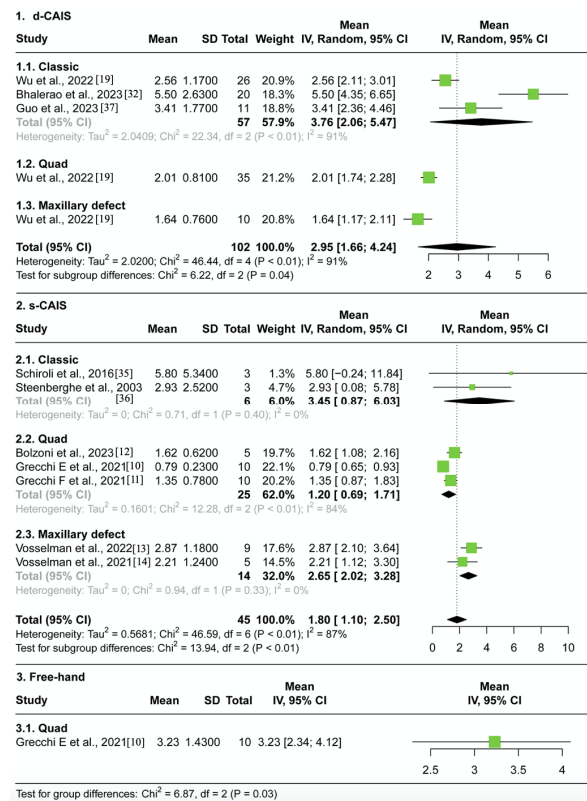 1. d-CAIS
Mean Mean
Study Mean SD Total Weight IV, Random, 95% CI IV, Random, 95% CI
1.1. Classic
Wu et al., 2022[19] 2.56 1.1700 26 20.9% 2.56 [2.11; 3.01]
Bhalerao et al., 2023[32] 5.50 2.6300 20 18.3% 5.50 [4.35; 6.65]
Guo et al., 2023[37] 3.41 1.7700 11 18.8% 3.41 [2.36; 4.46]
Total (95% CI) 57 57.9% 3.76 [2.06; 5.47]
Heterogeneity: Tau² = 2.0409; Chi² = 22.34, df = 2 (P < 0.01); I² = 91%
1.2. Quad
Wu et al., 2022[19] 2.01 0.8100 35 21.2% 2.01 [1.74; 2.28]
1.3. Maxillary defect
Wu et al., 2022[19] 1.64 0.7600 10 20.8% 1.64 [1.17; 2.11]
Total (95% CI) 102 100.0% 2.95 [1.66; 4.24]
Heterogeneity: Tau² = 2.0200; Chi² = 46.44, df = 4 (P < 0.01); I² = 91%
Test for subgroup differences: Chi² = 6.22, df = 2 (P = 0.04)
2 3 4 5 6
2. s-CAIS
Mean Mean
Study Mean SD Total Weight IV, Random, 95% CI IV, Random, 95% CI
2.1. Classic
Schiroli et al., 2016[35] 5.80 5.3400 3 1.3% 5.80 [−0.24; 11.84]
Steenberghe et al., 2003 2.93 2.5200 3 4.7% 2.93 [ 0.08; 5.78]
[36]
Total (95% CI) 6 6.0% 3.45 [ 0.87; 6.03]
Heterogeneity: Tau² = 0; Chi² = 0.71, df = 1 (P = 0.40); I² = 0%
2.2. Quad
Bolzoni et al., 2023[12] 1.62 0.6200 5 19.7% 1.62 [ 1.08; 2.16]
Grecchi E et al., 2021[10] 0.79 0.2300 10 22.1% 0.79 [ 0.65; 0.93]
Grecchi F et al., 2021[11] 1.35 0.7800 10 20.2% 1.35 [ 0.87; 1.83]
Total (95% CI) 25 62.0% 1.20 [ 0.69; 1.71]
Heterogeneity: Tau² = 0.1601; Chi² = 12.28, df = 2 (P < 0.01); I² = 84%
2.3. Maxillary defect
Vosselman et al., 2022[13] 2.87 1.1800 9 17.6% 2.87 [ 2.10; 3.64]
Vosselman et al., 2021[14] 2.21 1.2400 5 14.5% 2.21 [ 1.12; 3.30]
Total (95% CI) 14 32.0% 2.65 [ 2.02; 3.28]
Heterogeneity: Tau² = 0; Chi² = 0.94, df = 1 (P = 0.33); I² = 0%
Total (95% CI) 45 100.0% 1.80 [ 1.10; 2.50]
Heterogeneity: Tau² = 0.5681; Chi² = 46.59, df = 6 (P < 0.01); I² = 87%
Test for subgroup differences: Chi² = 13.94, df = 2 (P < 0.01)
0 2 4 6 8 10
3. Free-hand
Mean Mean
Study Mean SD Total IV, 95% CI IV, Random, 95% CI
3.1. Quad
Grecchi E et al., 2021[10] 3.23 1.4300 10 3.23 [2.34; 4.12]
2.5 3 3.5 4
Test for group differences: Chi² = 6.87, df = 2 (P = 0.03)